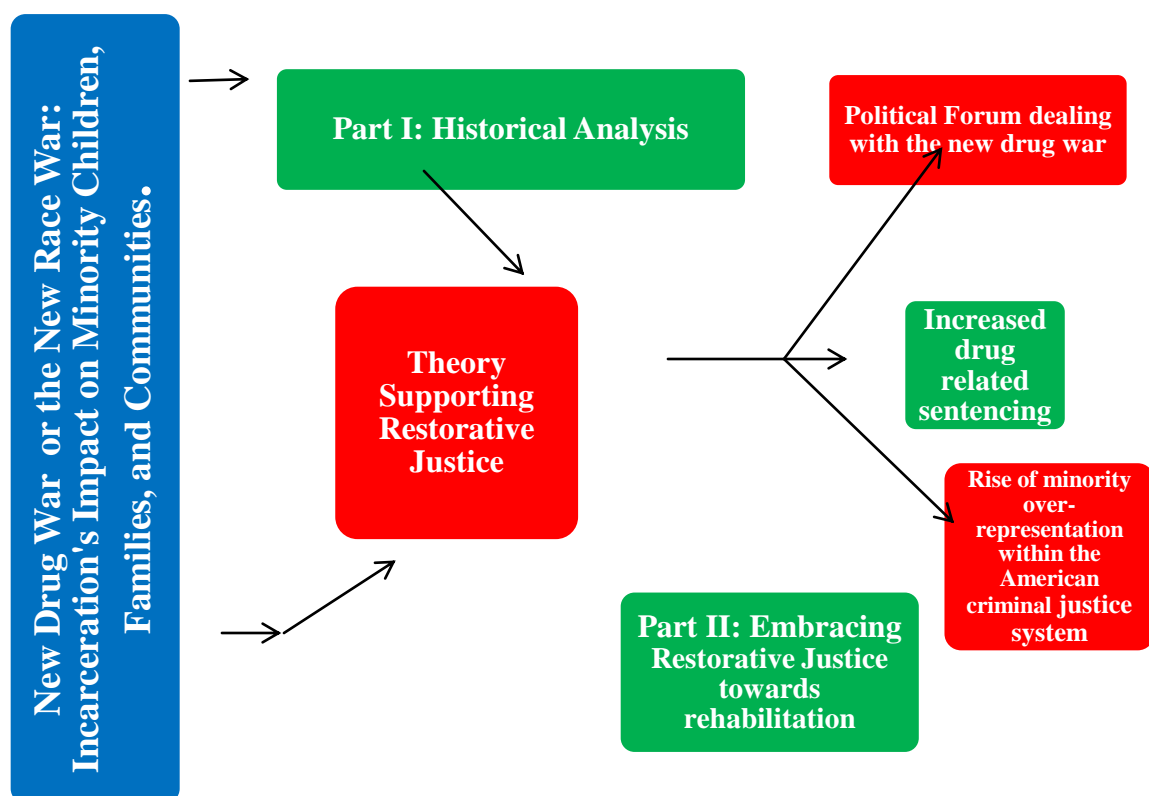 New Drug War or the New Race War:
Incarceration's Impact on Minority Children,
Families, and Communities.
Part I: Historical Analysis
Theory
Supporting
Restorative
Justice
Political Forum dealing
with the new drug war
Increased
drug
related
sentencing
Rise of minority
over-
representation
within the
American
criminal justice
system
Part II: Embracing
Restorative Justice
towards
rehabilitation